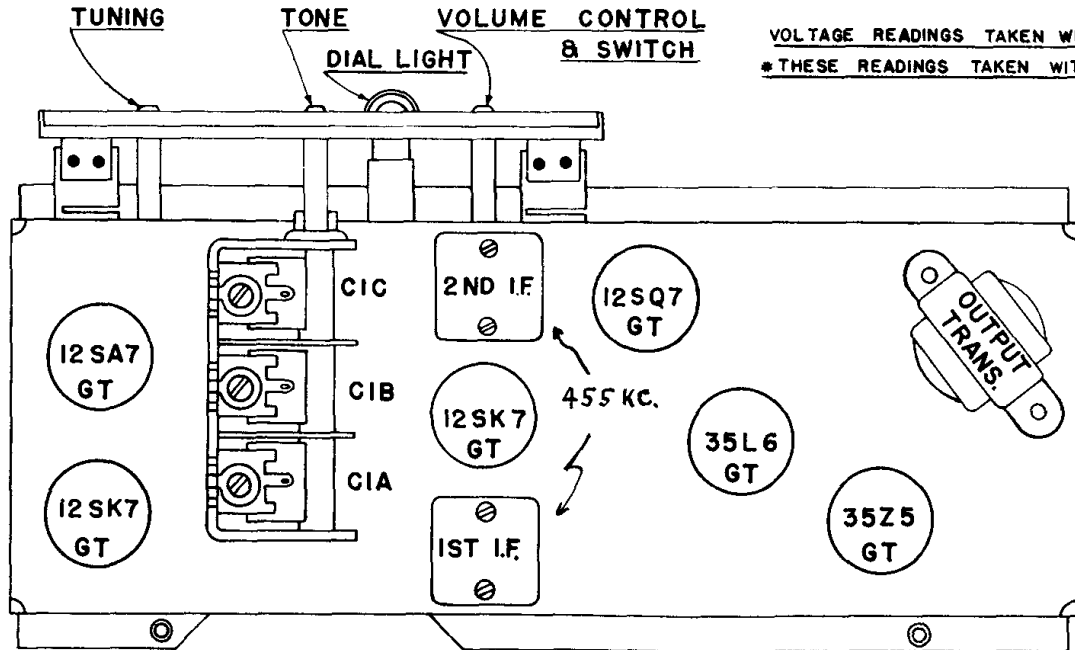 TUNING
TONE
VOLUME CONTROL
& SWITCH
DIAL LIGHT
VOLTAGE READINGS TAKEN
* THESE READINGS TAKEN
12SA7
GT
12SK7
GT
C1C
C1B
C1A
2ND I.F.
12SK7
GT
1ST I.F.
455 KC.
12SQ7
GT
35L6
GT
35Z5
GT
OUTPUT
TRANS.